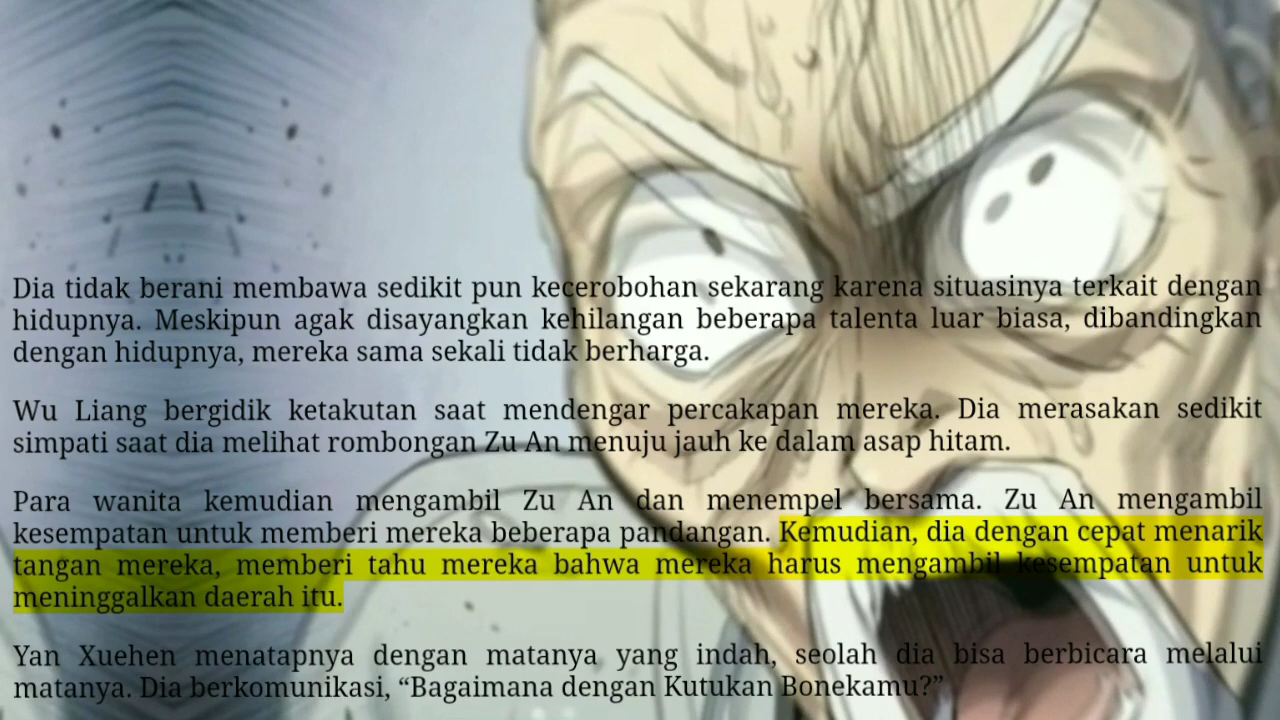 Dia tidak berani membawa sedikit pun kecerobohan sekarang karena situasinya terkait dengan
hidupnya. Meskipun agak disayangkan kehilangan beberapa talenta luar biasa, dibandingkan
dengan hidupnya, mereka sama sekali tidak berharga.
Wu Liang bergidik ketakutan saat mendengar percakapan mereka. Dia merasakan sedikit
simpati saat dia melihat rombongan Zu An menuju jauh ke dalam asap hitam.
Para wanita kemudian mengambil Zu An dan menempel bersama. Zu An mengambil
kesempatan untuk memberi mereka beberapa pandangan. Kemudian, dia dengan cepat menarik
tangan mereka, memberi tahu mereka bahwa mereka harus mengambil kesempatan untuk
meninggalkan daerah itu.
Yan Xuehen menatapnya dengan matanya yang indah, seolah dia bisa berbicara melalui
matanya. Dia berkomunikasi, “Bagaimana dengan Kutukan Bonekamu?”